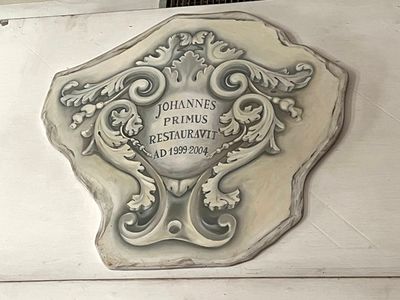 JOHANNES
PRIMUS
RESTAURAVIT
AD 1999-2004.